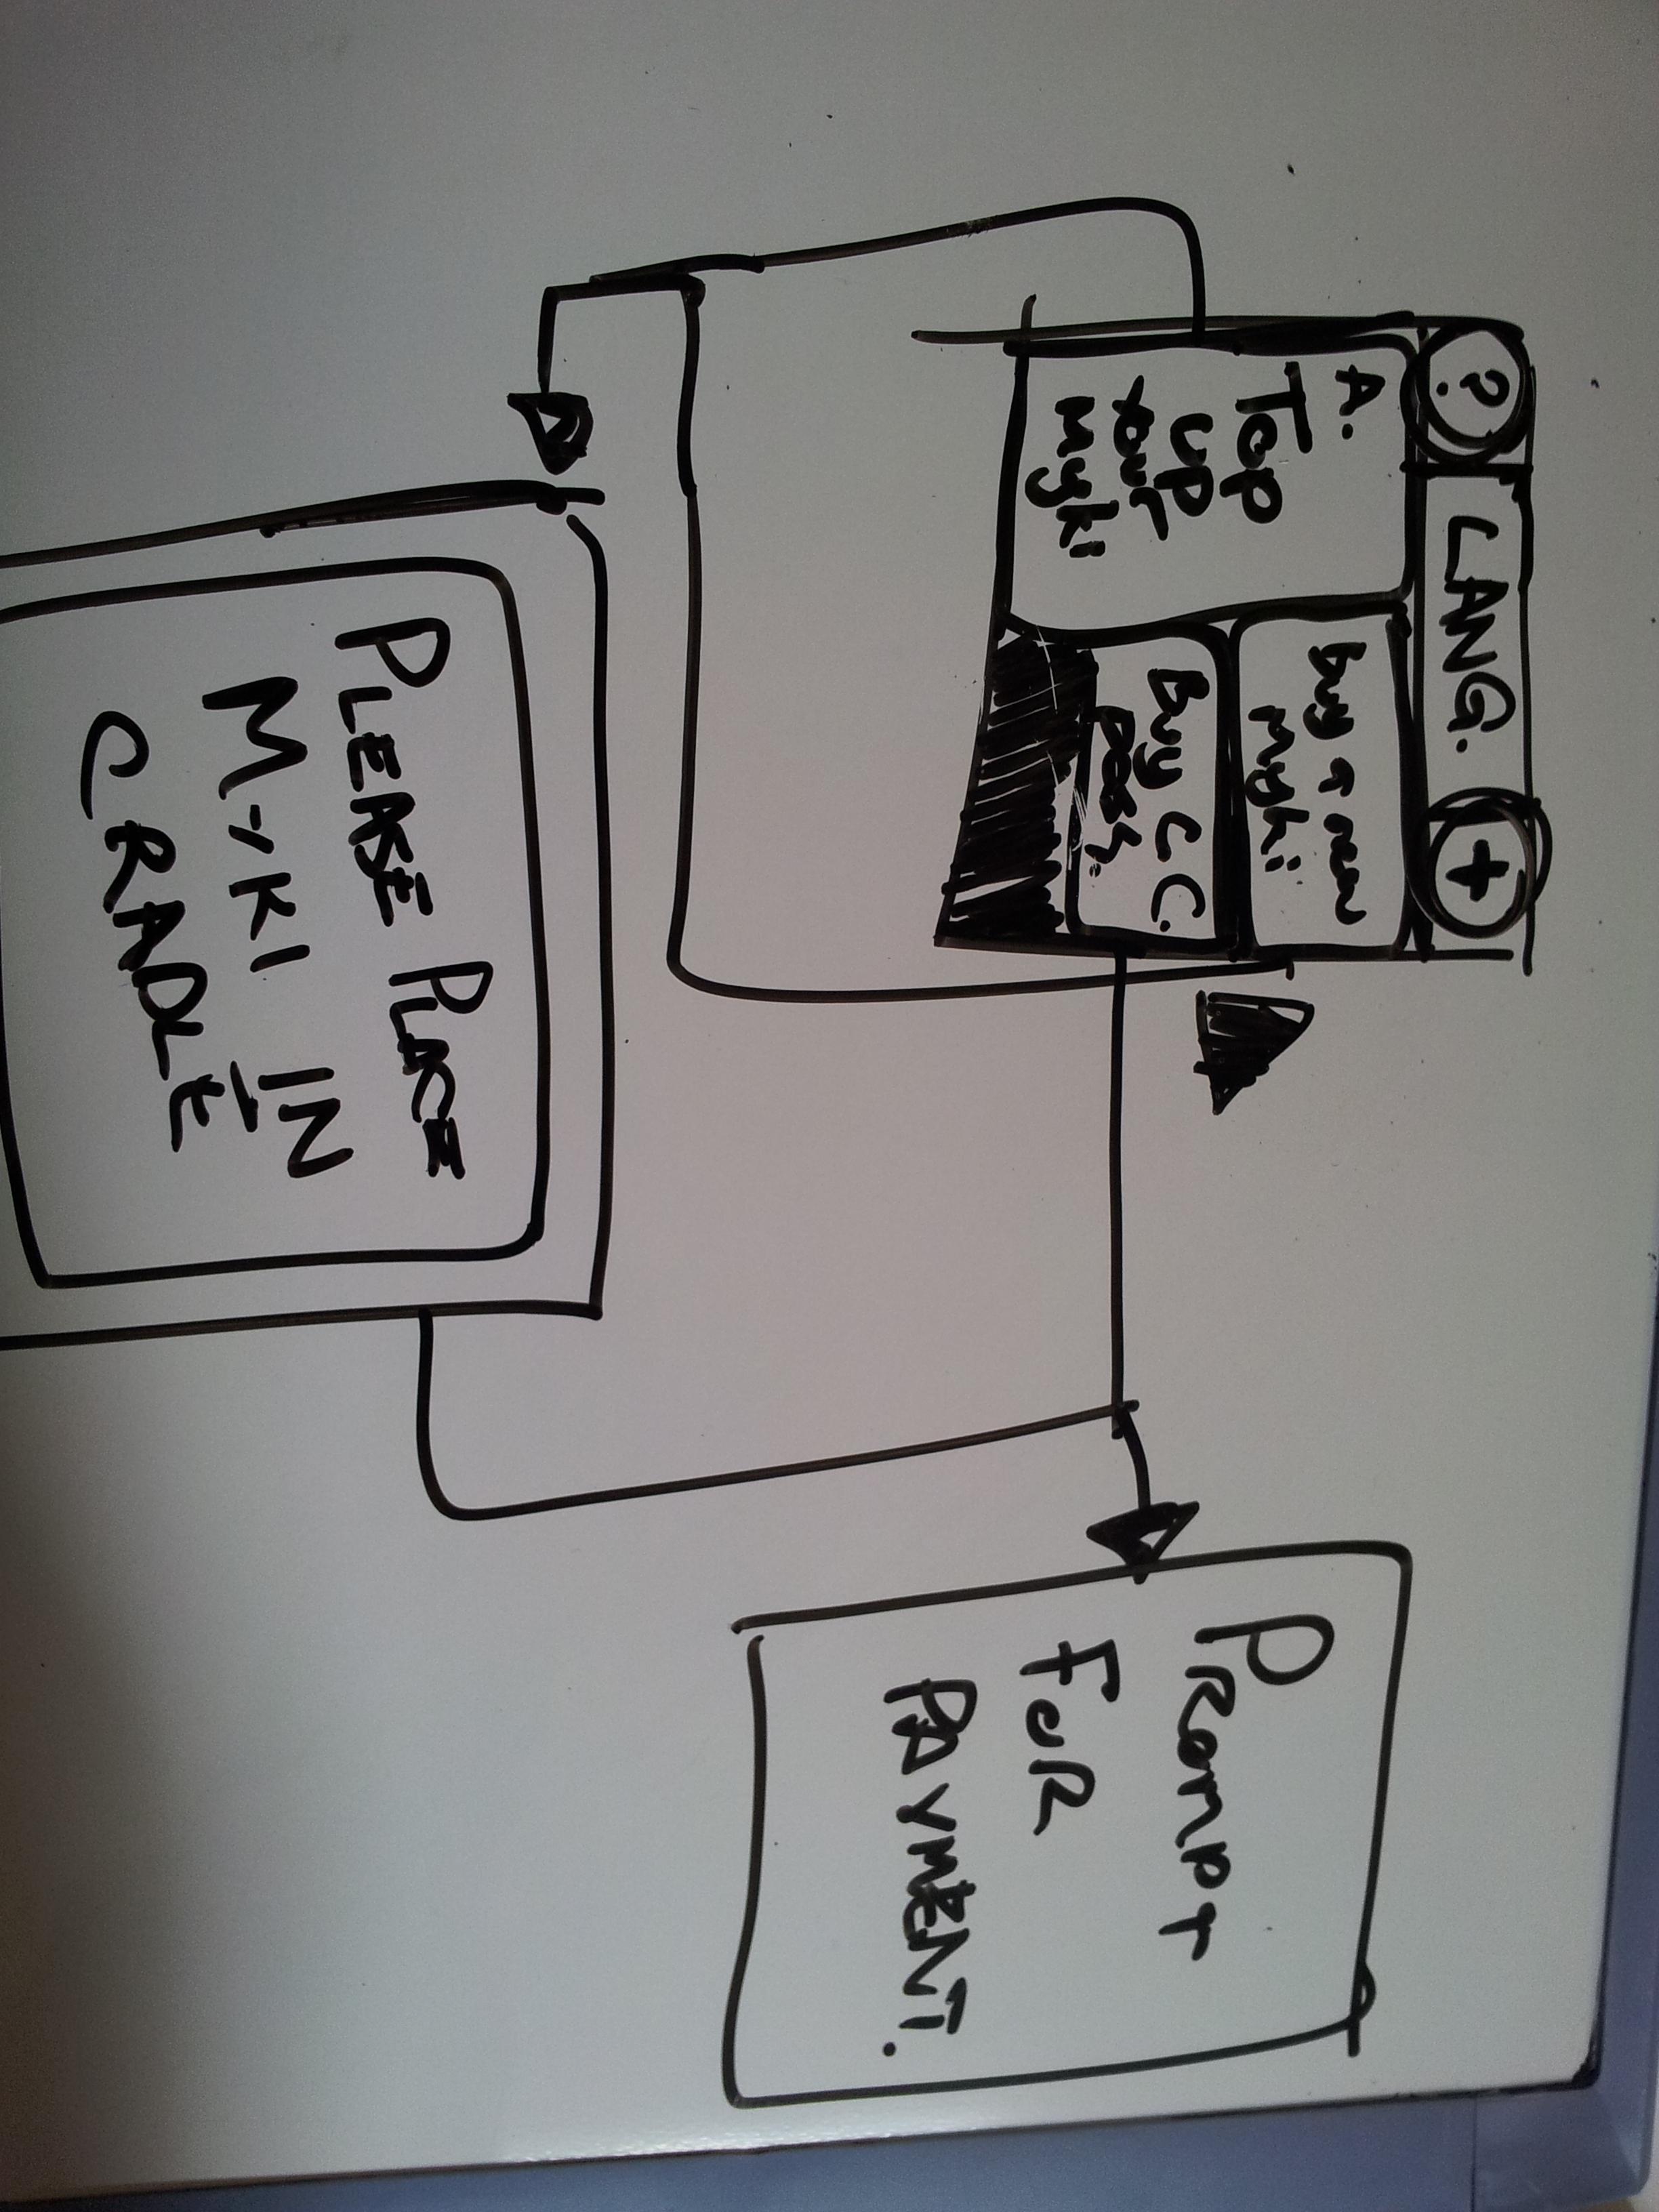 ?
LANG.
+
A.
Top
up
your
Myki
Buy a new
Myki
Buy C.C.
pass.
PROMPT
FOR
PAYMENT.
PLEASE PLACE
MYKI IN
CRADLE